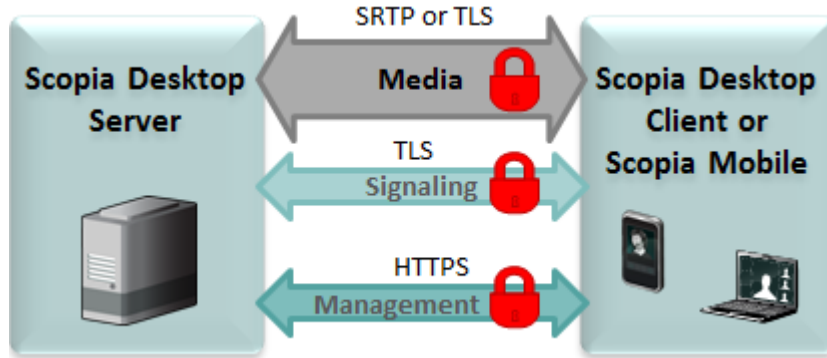 SRTP or TLS
Scopia Desktop
Server
Media
Scopia Desktop
Client or
Scopia Mobile
TLS
Signaling
HTTPS
Management